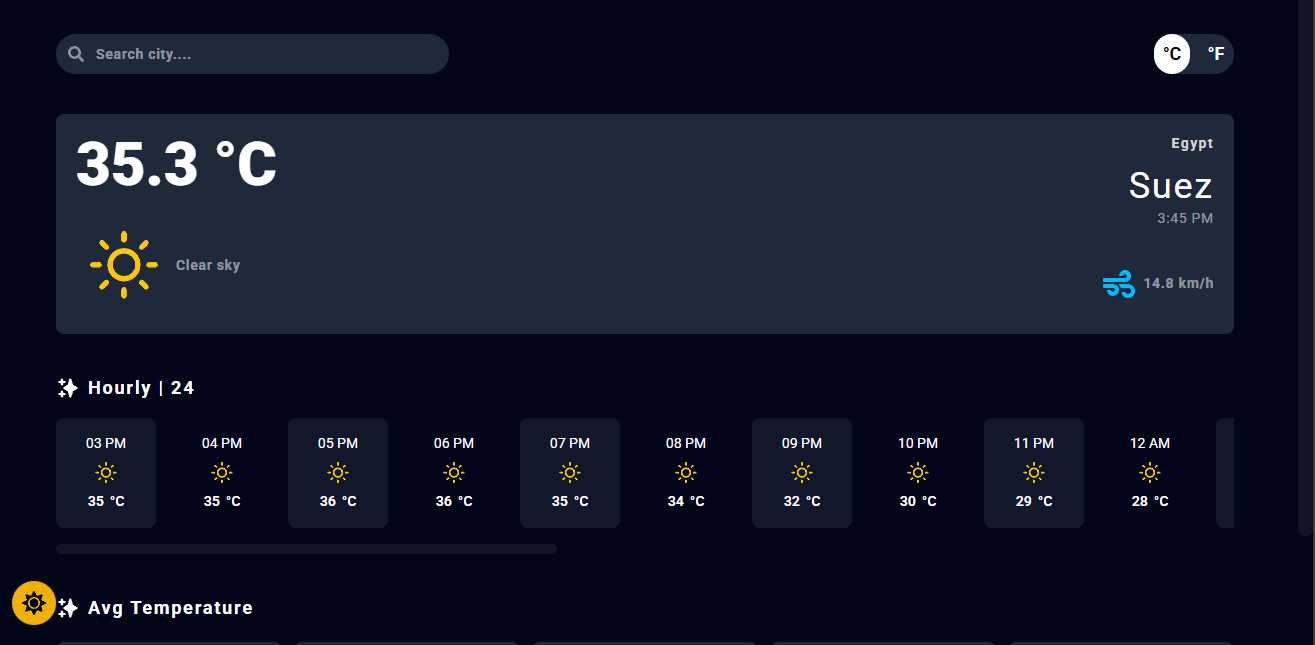 Search city....
°C °F
35.3 °C
Egypt
Suez
3:45 PM
Clear sky
14.8 km/h
Hourly | 24
03 PM 04 PM 05 PM 06 PM 07 PM 08 PM 09 PM 10 PM 11 PM 12 AM
35 °C 35 °C 36 °C 36 °C 35 °C 34 °C 32 °C 30 °C 29 °C 28 °C
Avg Temperature